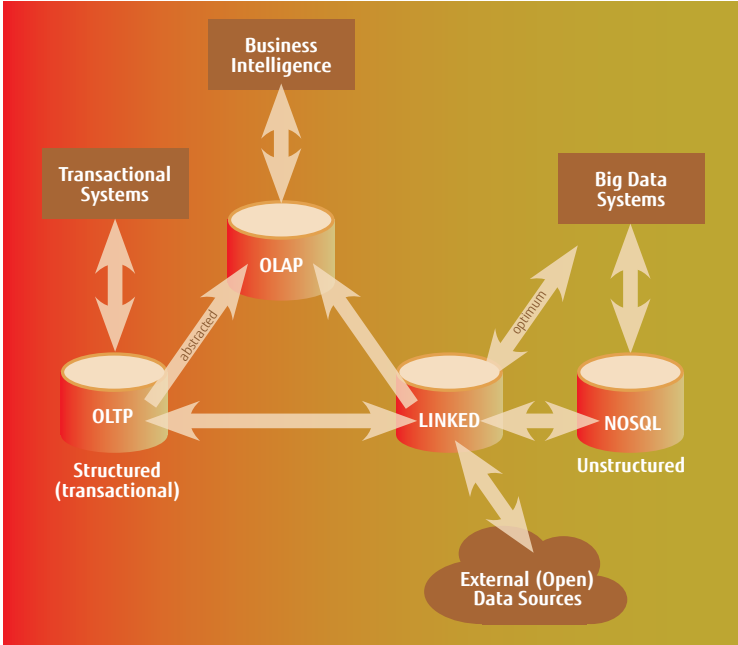 Business
Intelligence
Transactional
Systems
Big Data
Systems
OLAP
abstracted
optimum
OLTP
LINKED
NOSQL
Structured
(transactional)
Unstructured
External (Open)
Data Sources